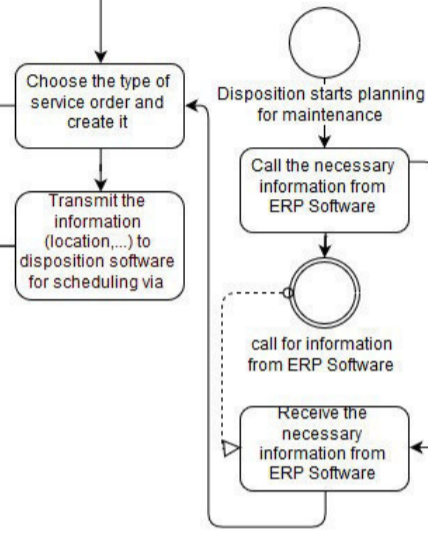 Choose the type of
service order and
create it
Transmit the
information
(location,...) to
disposition software
for scheduling via
Disposition starts planning
for maintenance
Call the necessary
information from
ERP Software
call for information
from ERP Software
Receive the
necessary
information from
ERP Software